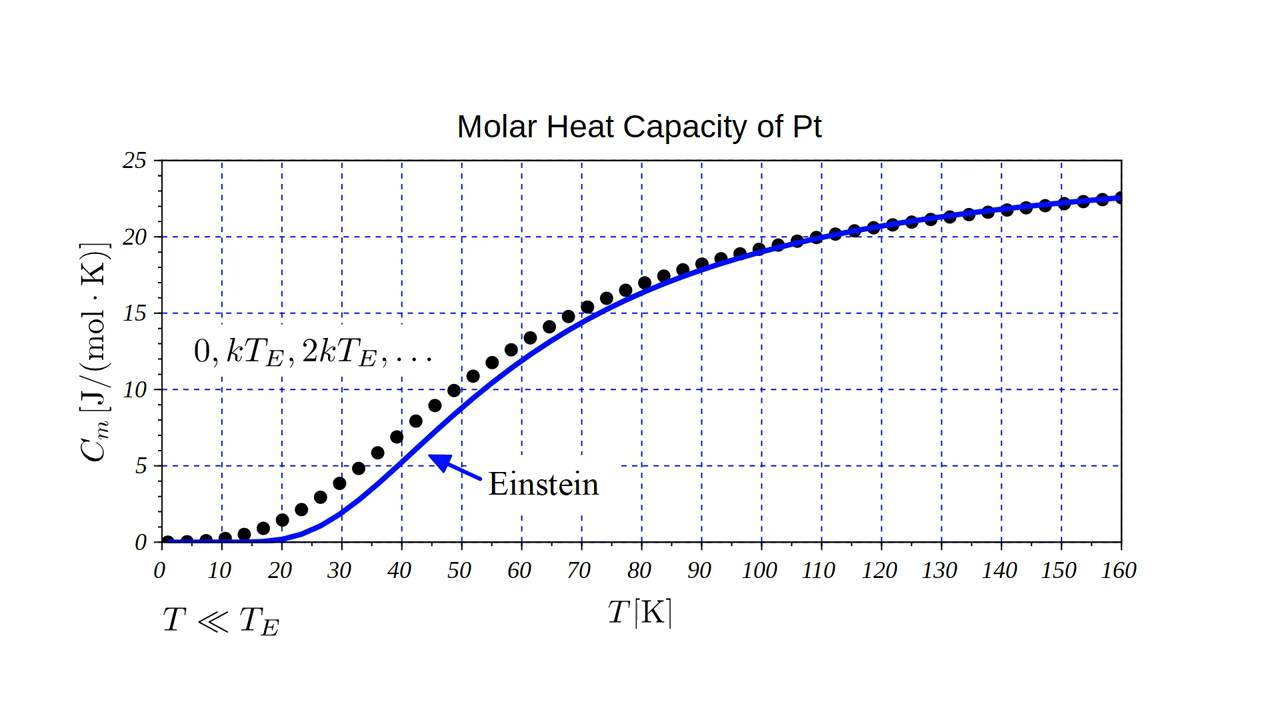 Molar Heat Capacity of Pt
25
20
15
10
5
0
C_m [J/(mol · K)]
0, kT_E, 2kT_E, . . .
Einstein
0 10 20 30 40 50 60 70 80 90 100 110 120 130 140 150 160
T ≪ T_E
T [K]